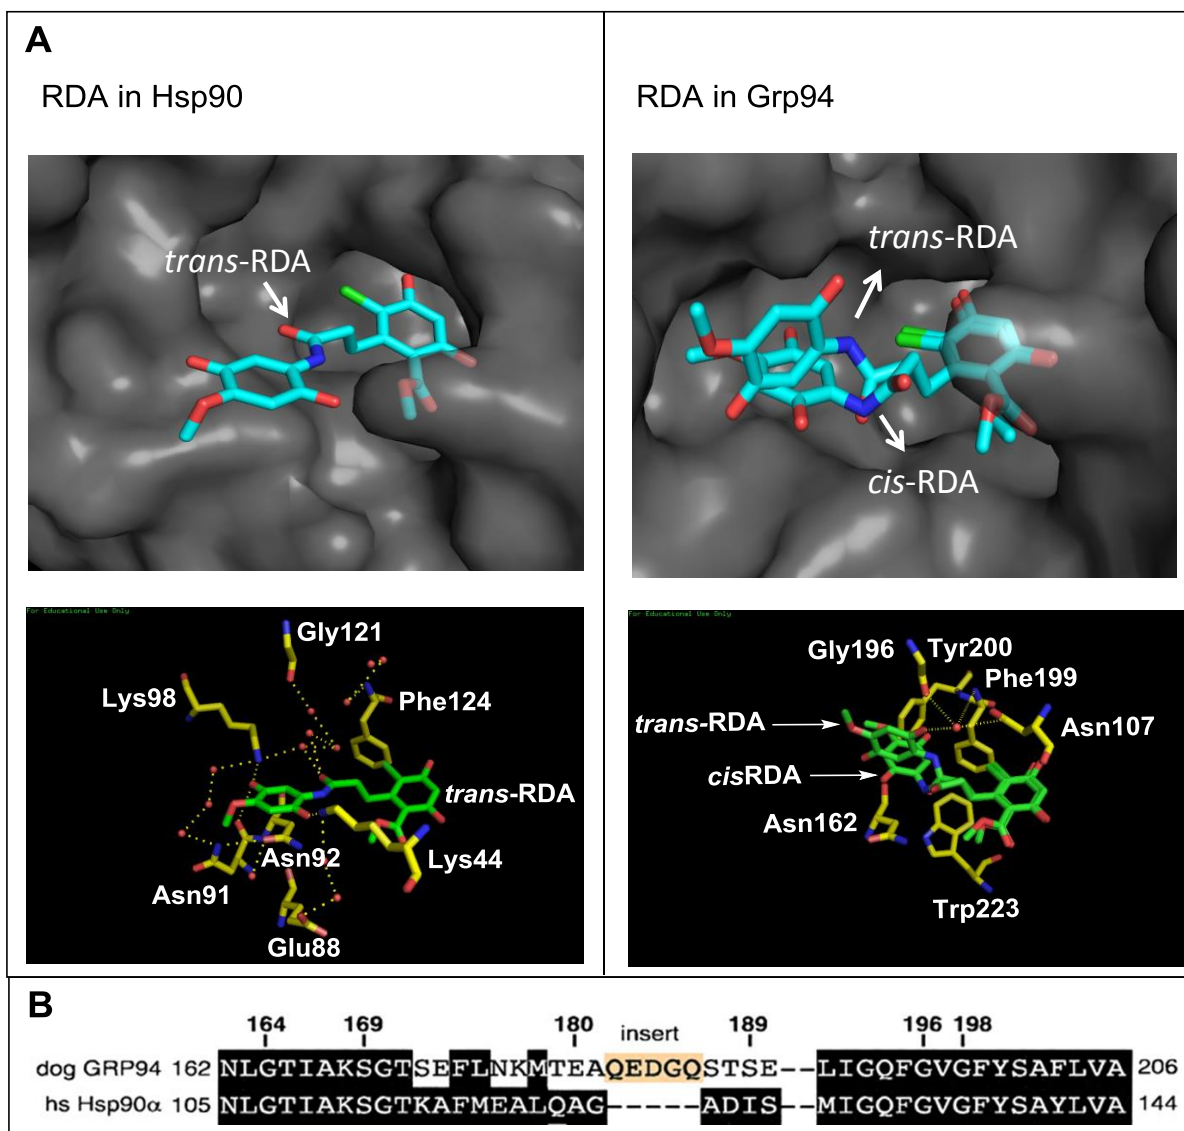 A
RDA in Hsp90
trans-RDA
RDA in Grp94
trans-RDA
cis-RDA
For Educational Use Only
Gly121
Lys98
Phe124
trans-RDA
Asn92
Lys44
Asn91
Glu88
For Educational Use Only
Gly196 Tyr200
Phe199
trans-RDA
Asn107
cisRDA
Asn162
Trp223
B
164 169 180 insert 189 196 198
dog GRP94 162 NLGTIAKSGTSEFLNKMTEAQEDGQSTSE--LIGQFGVGFYSAFLVA 206
hs Hsp90α 105 NLGTIAKSGTKAFMEALQAG-----ADIS--MIGQFGVGFYSAYLVA 144